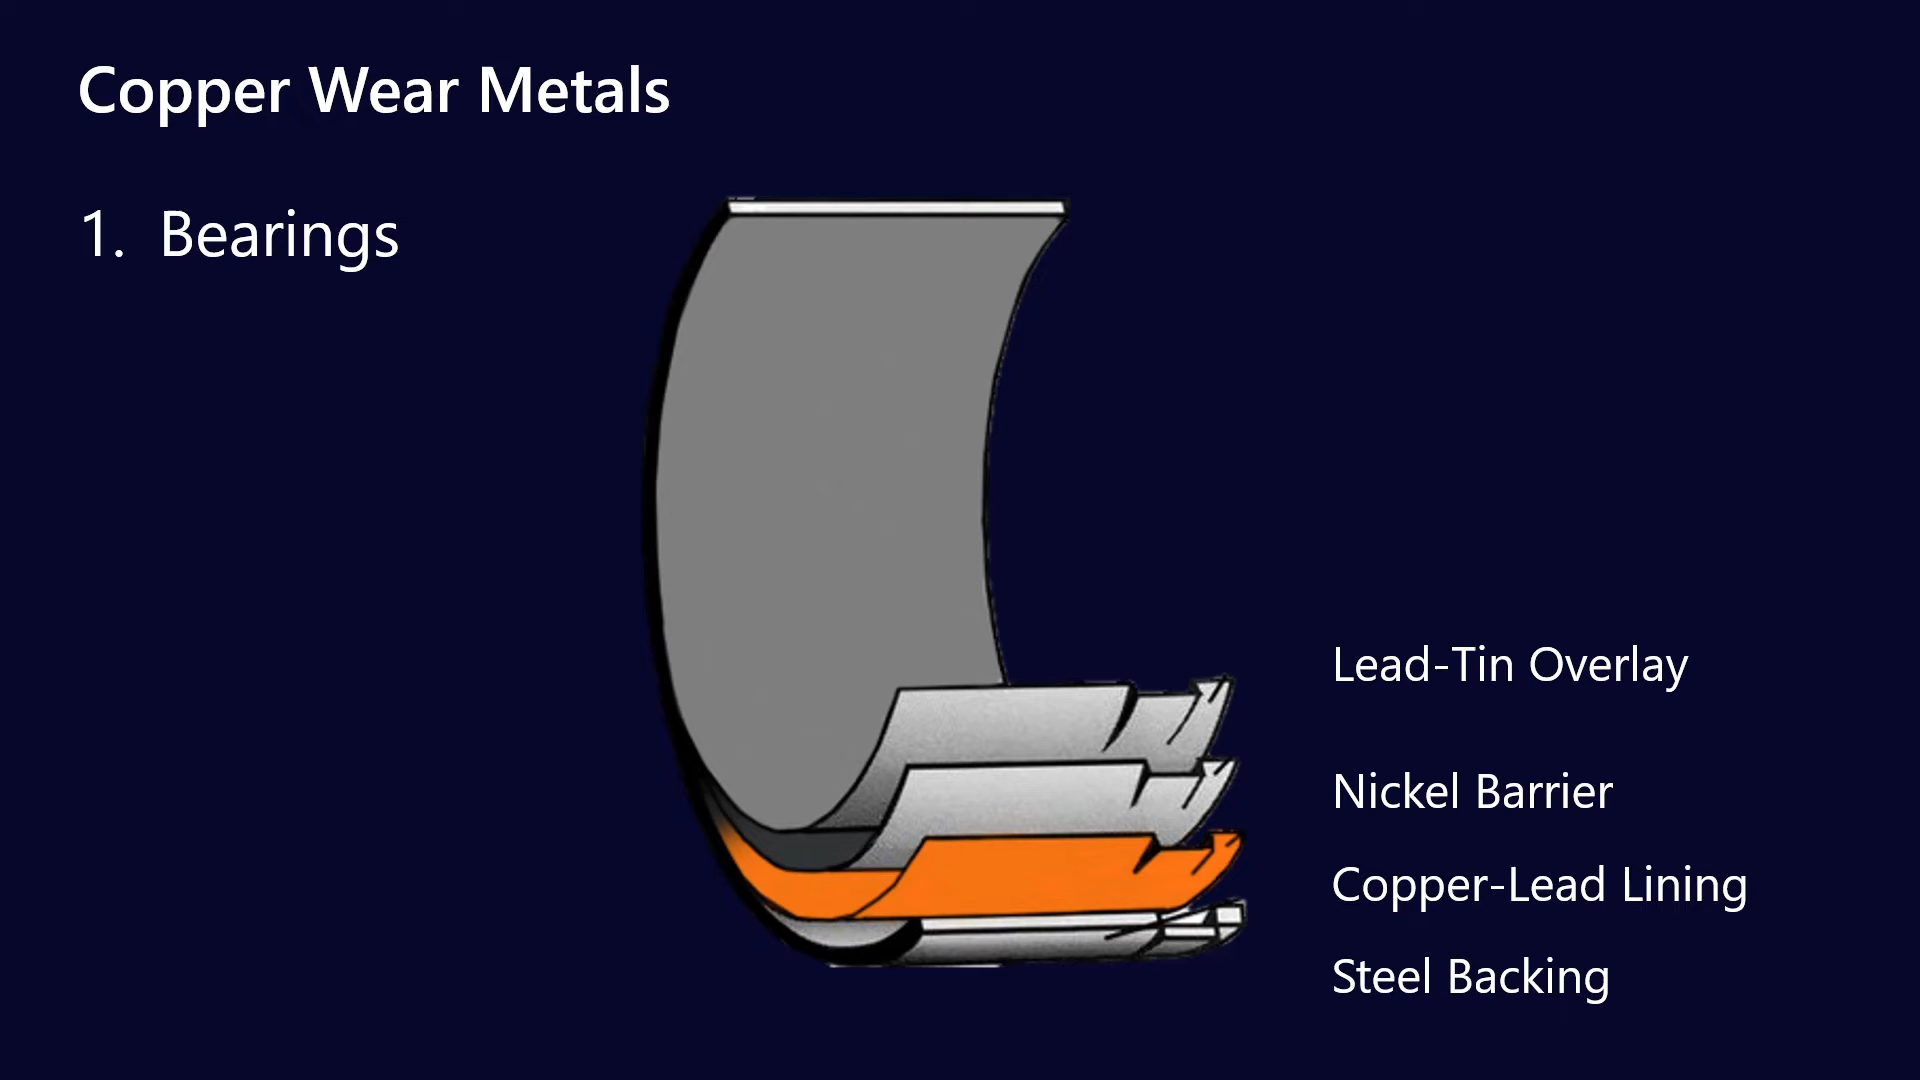 Copper Wear Metals
1. Bearings
Lead-Tin Overlay
Nickel Barrier
Copper-Lead Lining
Steel Backing